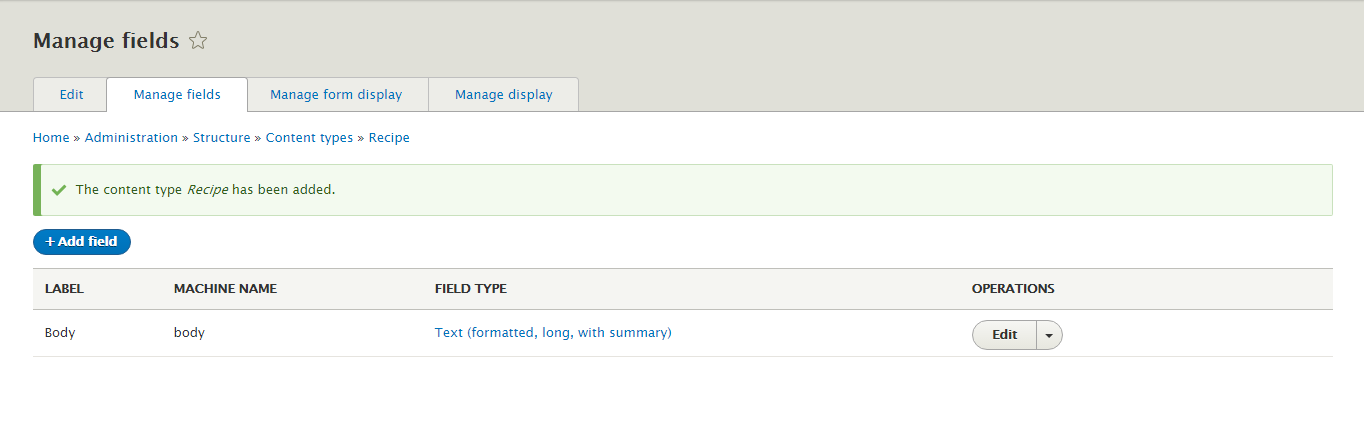 Manage fields
Edit Manage fields Manage form display Manage display
Home » Administration » Structure » Content types » Recipe
The content type Recipe has been added.
+ Add field
LABEL MACHINE NAME FIELD TYPE OPERATIONS
Body body Text (formatted, long, with summary) Edit